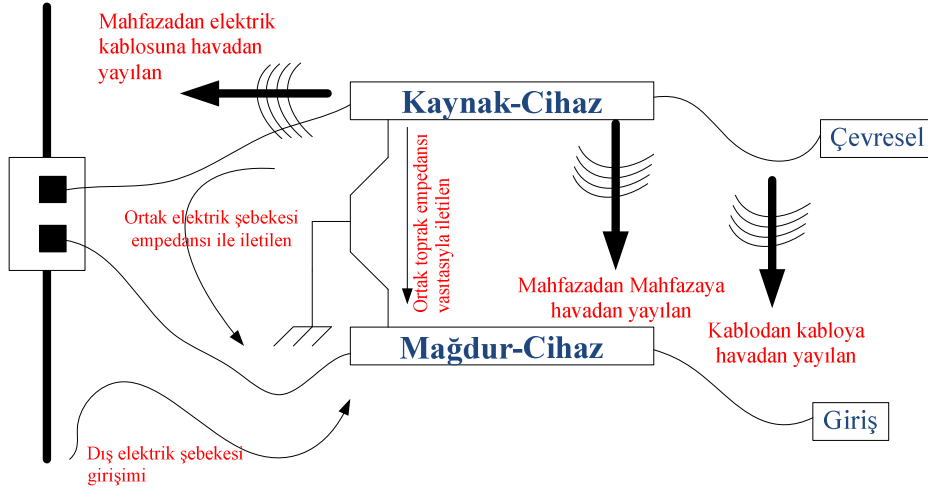 Mahfazadan elektrik
kablosuna havadan
yayılan
Kaynak-Cihaz
Çevresel
Ortak elektrik şebekesi
empedansı ile iletilen
Ortak toprak empedansı
vasıtasıyla iletilen
Mahfazadan Mahfazaya
havadan yayılan
Kablodan kabloya
havadan yayılan
Mağdur-Cihaz
Giriş
Dış elektrik şebekesi
girişimi